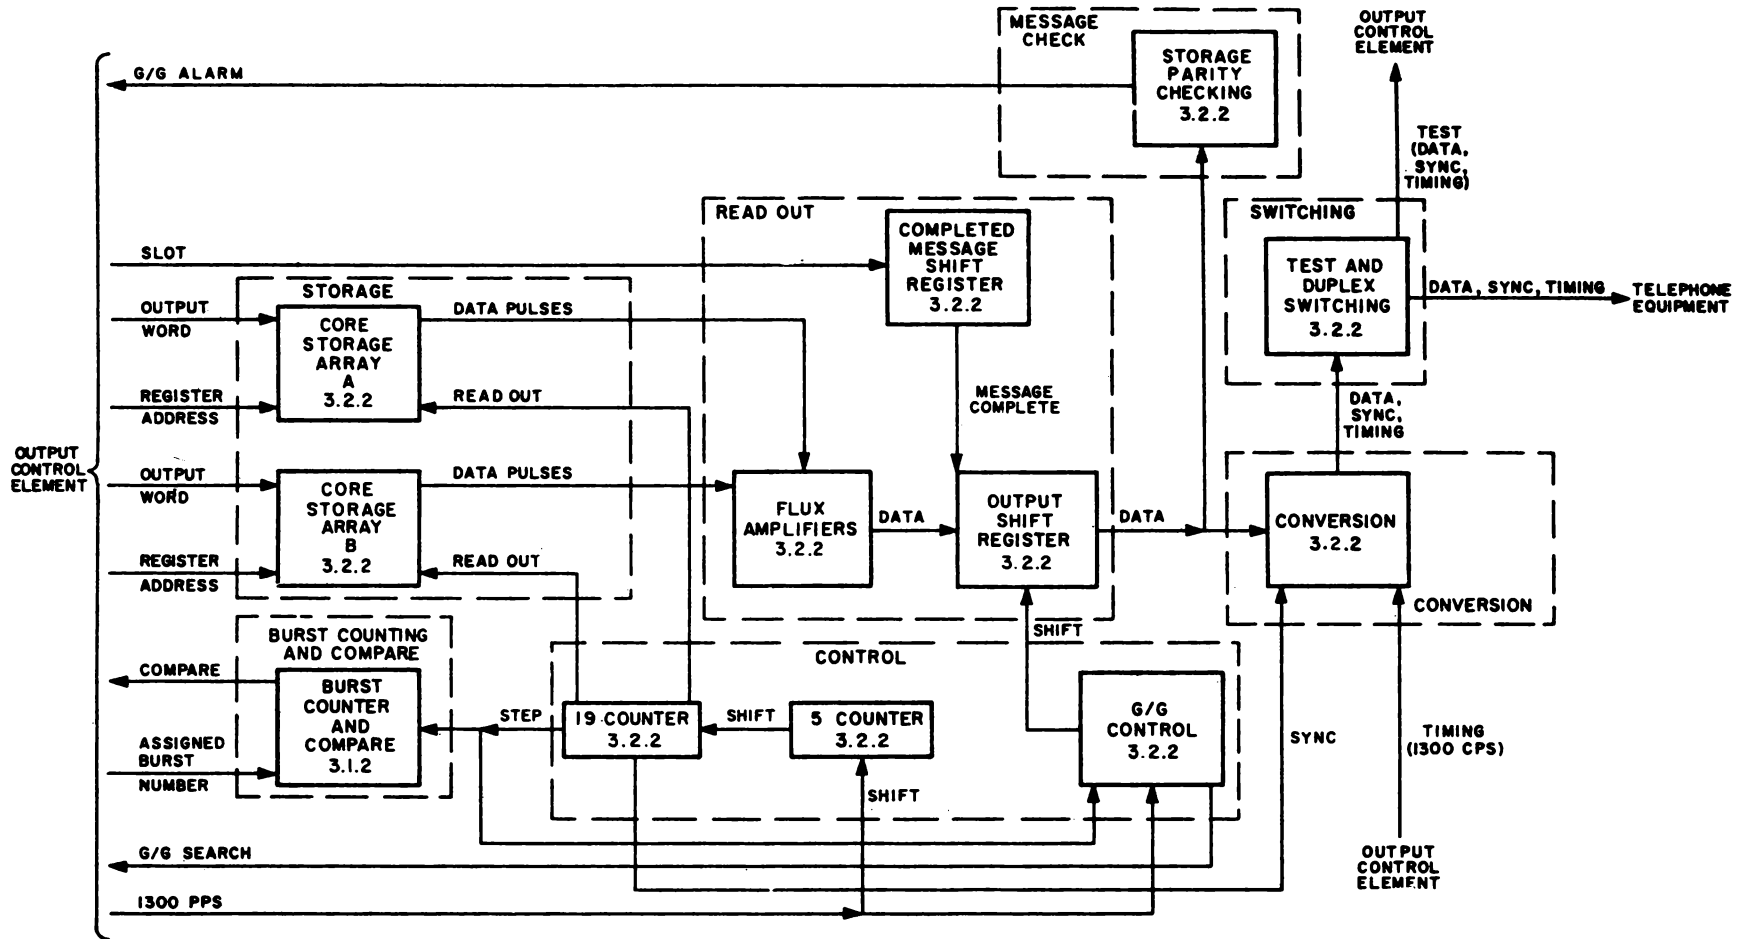 MESSAGE
CHECK
STORAGE
PARITY
CHECKING
3.2.2
OUTPUT
CONTROL
ELEMENT
G/G ALARM
TEST
(DATA,
SYNC,
TIMING)
READ OUT
COMPLETED
MESSAGE
SHIFT
REGISTER
3.2.2
SWITCHING
TEST AND
DUPLEX
SWITCHING
3.2.2
DATA, SYNC, TIMING
TELEPHONE
EQUIPMENT
SLOT
STORAGE
OUTPUT
WORD
CORE
STORAGE
ARRAY
A
3.2.2
DATA PULSES
REGISTER
ADDRESS
READ OUT
MESSAGE
COMPLETE
DATA,
SYNC,
TIMING
OUTPUT
CONTROL
ELEMENT
OUTPUT
WORD
CORE
STORAGE
ARRAY
B
3.2.2
DATA PULSES
FLUX
AMPLIFIERS
3.2.2
DATA
OUTPUT
SHIFT
REGISTER
3.2.2
DATA
CONVERSION
3.2.2
REGISTER
ADDRESS
READ OUT
CONVERSION
BURST COUNTING
AND COMPARE
SHIFT
CONTROL
COMPARE
BURST
COUNTER
AND
COMPARE
3.1.2
STEP
19 COUNTER
3.2.2
SHIFT
5 COUNTER
3.2.2
G/G
CONTROL
3.2.2
SYNC
TIMING
(1300 CPS)
ASSIGNED
BURST
NUMBER
SHIFT
G/G SEARCH
OUTPUT
CONTROL
ELEMENT
1300 PPS